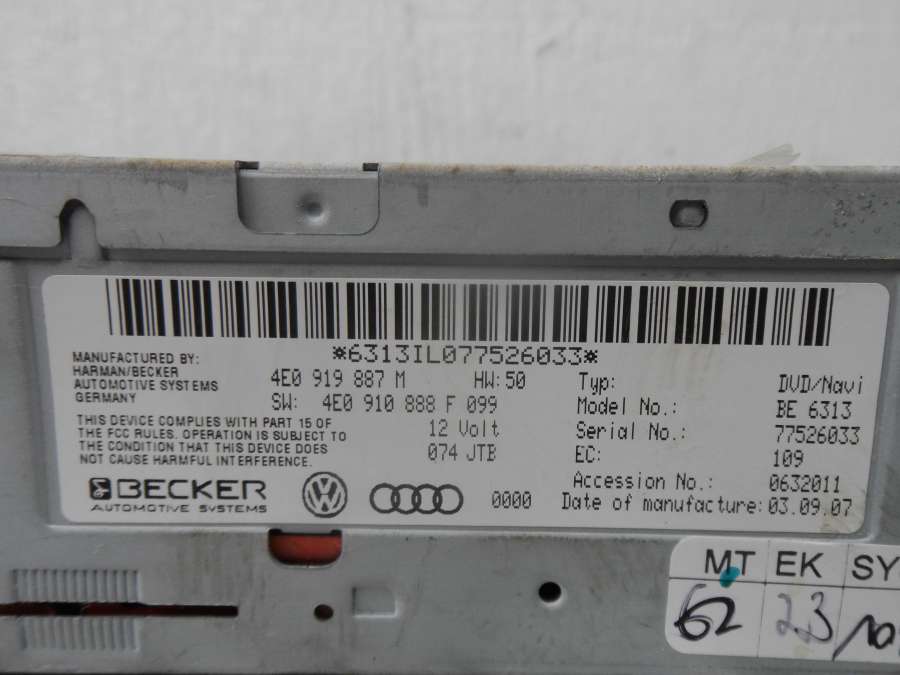 *6313IL077526033*
MANUFACTURED BY:
HARMAN/BECKER
AUTOMOTIVE SYSTEMS
GERMANY
THIS DEVICE COMPLIES WITH PART 15 OF
THE FCC RULES. OPERATION IS SUBJECT TO
THE CONDITION THAT THIS DEVICE DOES
NOT CAUSE HARMFUL INTERFERENCE.
4E0 919 887 M HW: 50
SW: 4E0 910 888 F 099
12 Volt
074 JTB
Typ: DVD/Navi
Model No.: BE 6313
Serial No.: 77526033
EC: 109
Accession No.: 0632011
Date of manufacture: 03.09.07
BECKER
AUTOMOTIVE SYSTEMS
0000
MT EK SY
62 23